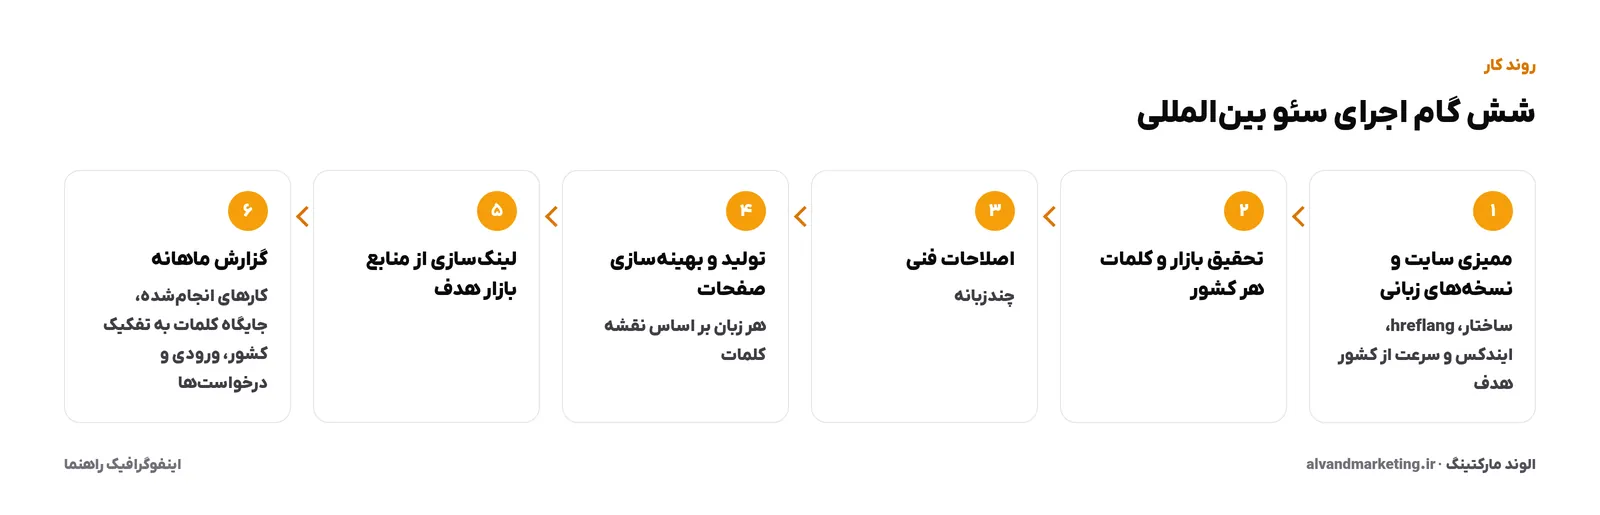 روند کار
شش گام اجرای سئو بین‌المللی
۱
ممیزی سایت و
نسخه‌های زبانی
ساختار، hreflang،
ایندکس و سرعت از کشور
هدف
۲
تحقیق بازار و کلمات
هر کشور
۳
اصلاحات فنی
چندزبانه
۴
تولید و بهینه‌سازی
صفحات
هر زبان بر اساس نقشه
کلمات
۵
لینک‌سازی از منابع
بازار هدف
۶
گزارش ماهانه
کارهای انجام‌شده،
جایگاه کلمات به تفکیک
کشور، ورودی و
درخواست‌ها
الوند مارکتینگ · alvandmarketing.ir
اینفوگرافیک راهنما